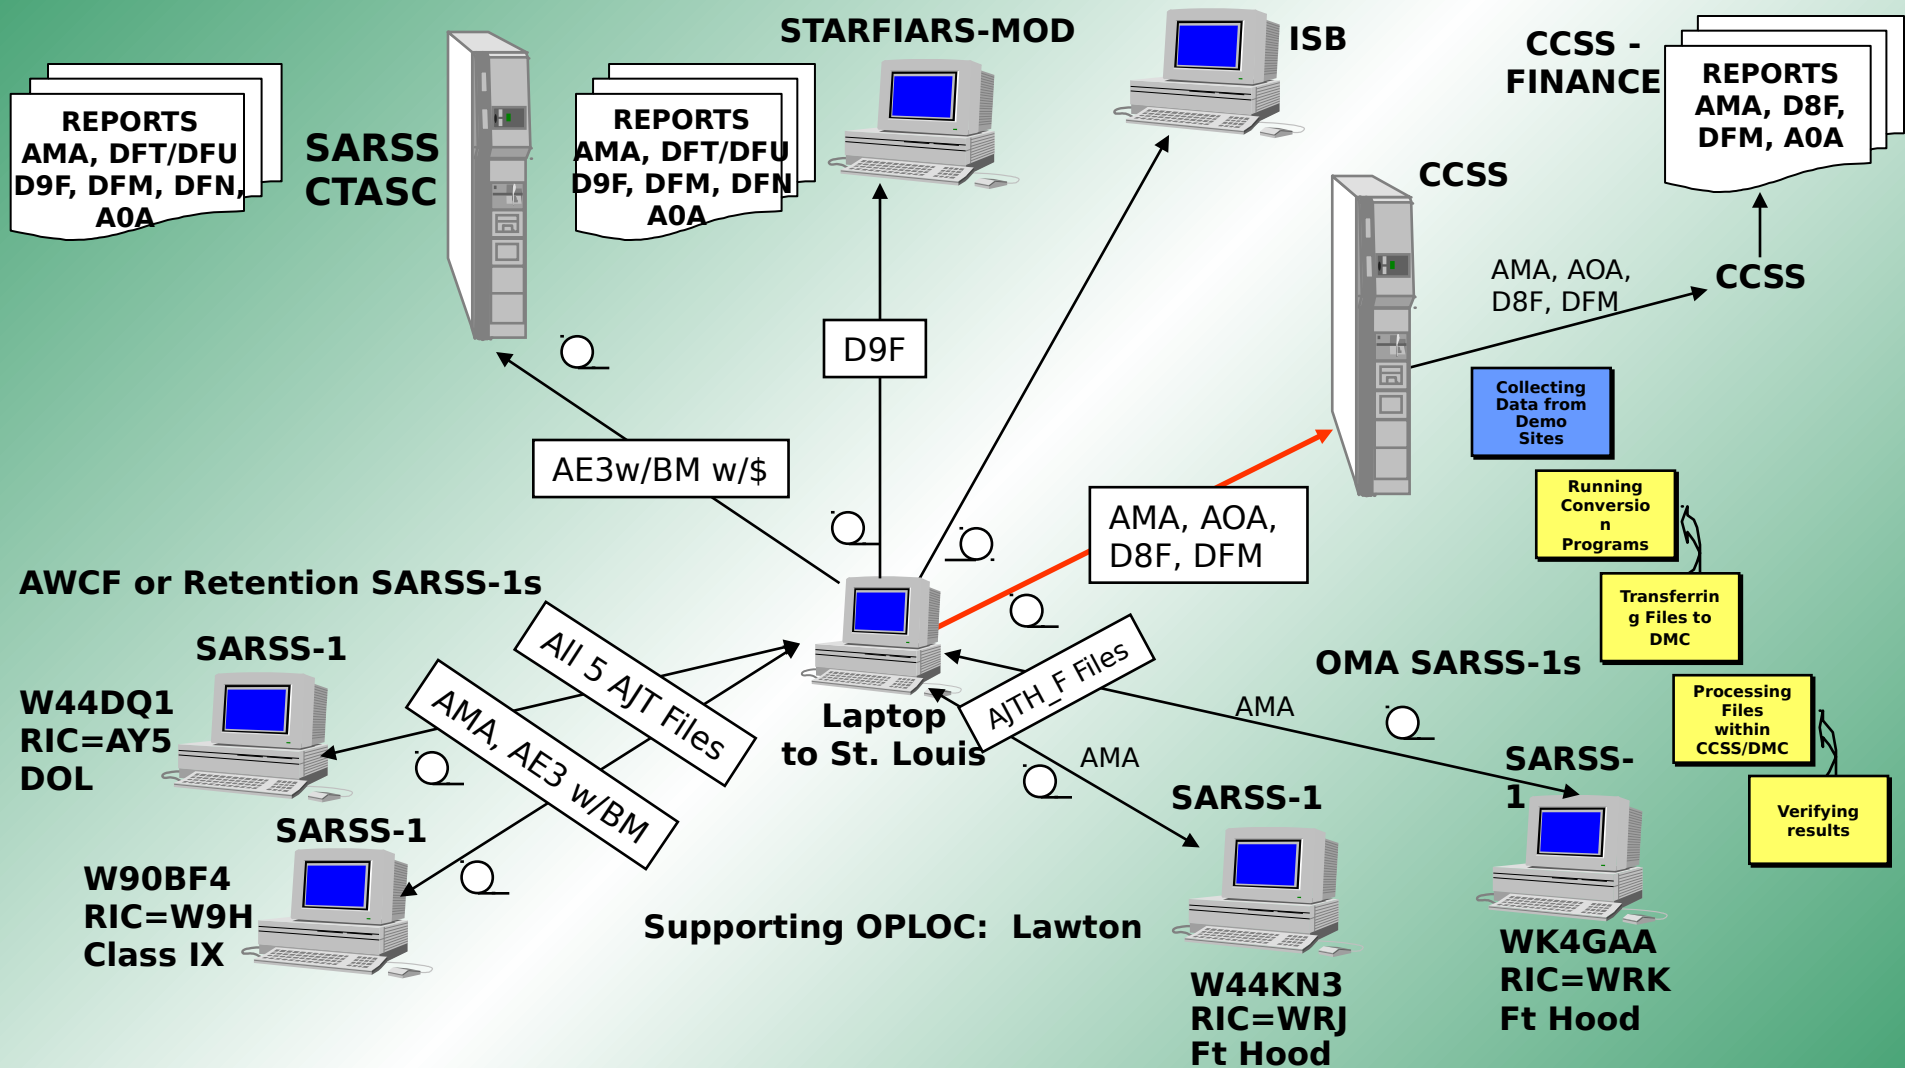 STARFIARS-MOD
ISB
CCSS -
FINANCE
REPORTS
AMA, D8F,
DFM, A0A
REPORTS
AMA, DFT/DFU
D9F, DFM, DFN,
A0A
SARSS
CTASC
REPORTS
AMA, DFT/DFU
D9F, DFM, DFN
A0A
CCSS
AMA, AOA,
D8F, DFM
CCSS
D9F
AE3w/BM w/$
AMA, AOA,
D8F, DFM
Collecting
Data from
Demo
Sites
Running
Conversio
n
Programs
Transferrin
g Files to
DMC
Processing
Files
within
CCSS/DMC
Verifying
results
AWCF or Retention SARSS-1s
SARSS-1
W44DQ1
RIC=AY5
DOL
All 5 AJT Files
AMA, AE3 w/BM
SARSS-1
W90BF4
RIC=W9H
Class IX
Laptop
to St. Louis
AJTH_F Files
OMA SARSS-1s
AMA
AMA
SARSS-1
SARSS-
1
Supporting OPLOC:  Lawton
W44KN3
RIC=WRJ
Ft Hood
WK4GAA
RIC=WRK
Ft Hood